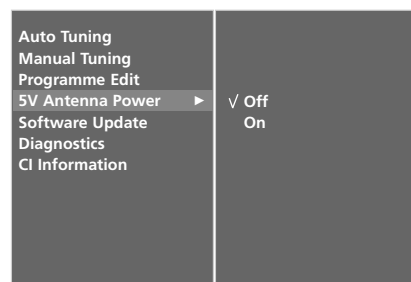 Auto Tuning
Manual Tuning
Programme Edit
5V Antenna Power ►
Software Update
Diagnostics
CI Information
√ Off
On